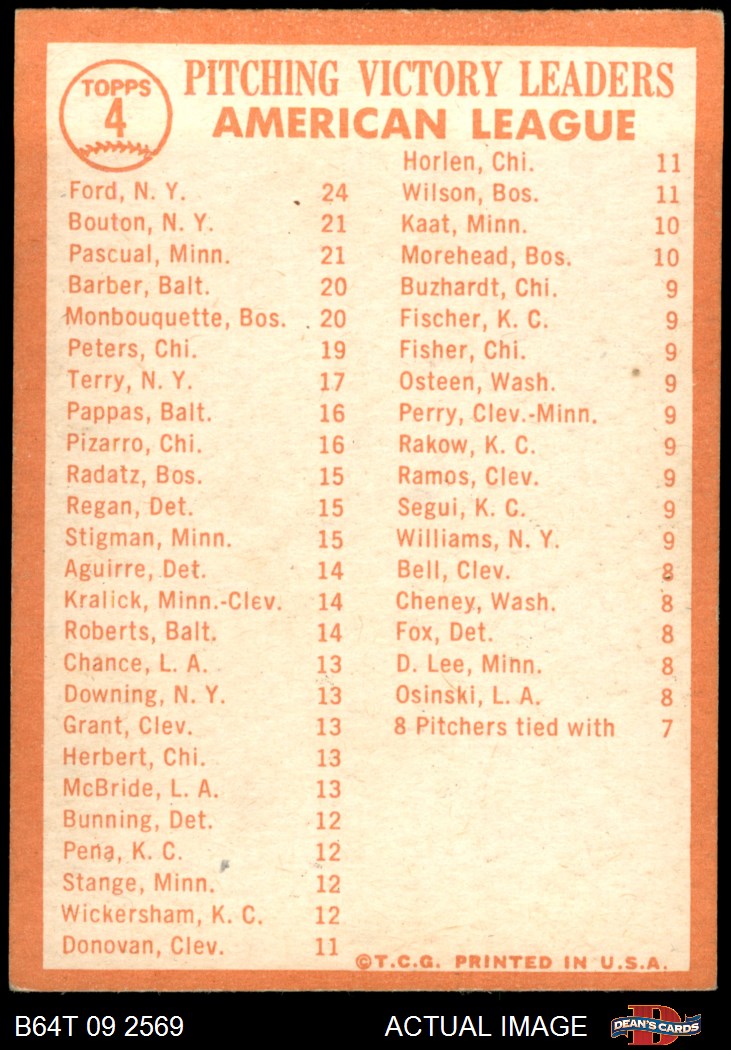 TOPPS
4
PITCHING VICTORY LEADERS
AMERICAN LEAGUE
Ford, N. Y. 24
Bouton, N. Y. 21
Pascual, Minn. 21
Barber, Balt. 20
Monbouquette, Bos. 20
Peters, Chi. 19
Terry, N. Y. 17
Pappas, Balt. 16
Pizarro, Chi. 16
Radatz, Bos. 15
Regan, Det. 15
Stigman, Minn. 15
Aguirre, Det. 14
Kralick, Minn.-Clev. 14
Roberts, Balt. 14
Chance, L. A. 13
Downing, N. Y. 13
Grant, Clev. 13
Herbert, Chi. 13
McBride, L. A. 13
Bunning, Det. 12
Pena, K. C. 12
Stange, Minn. 12
Wickersham, K. C. 12
Donovan, Clev. 11
Horlen, Chi. 11
Wilson, Bos. 11
Kaat, Minn. 10
Morehead, Bos. 10
Buzhardt, Chi. 9
Fischer, K. C. 9
Fisher, Chi. 9
Osteen, Wash. 9
Perry, Clev.-Minn. 9
Rakow, K. C. 9
Ramos, Clev. 9
Segui, K. C. 9
Williams, N. Y. 9
Bell, Clev. 8
Cheney, Wash. 8
Fox, Det. 8
D. Lee, Minn. 8
Osinski, L. A. 8
8 Pitchers tied with 7
©T.C.G. PRINTED IN U.S.A.
B64T 09 2569
ACTUAL IMAGE
D
DEAN'S CARDS